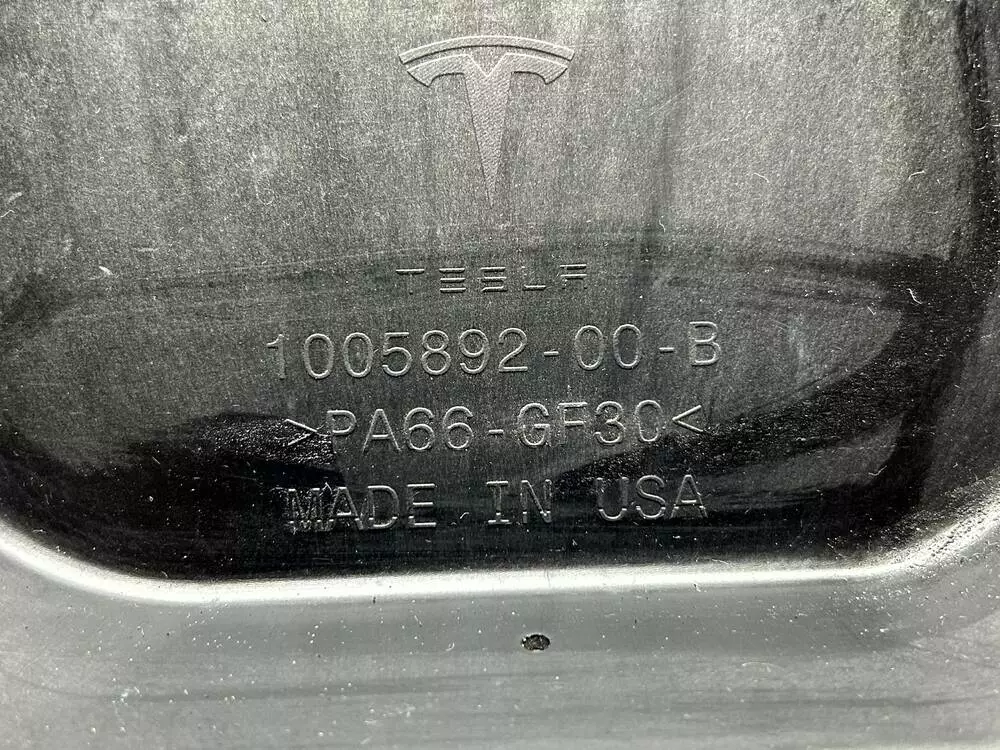 TESLA
1005892-00-B
>PA66-GF30<
MADE IN USA